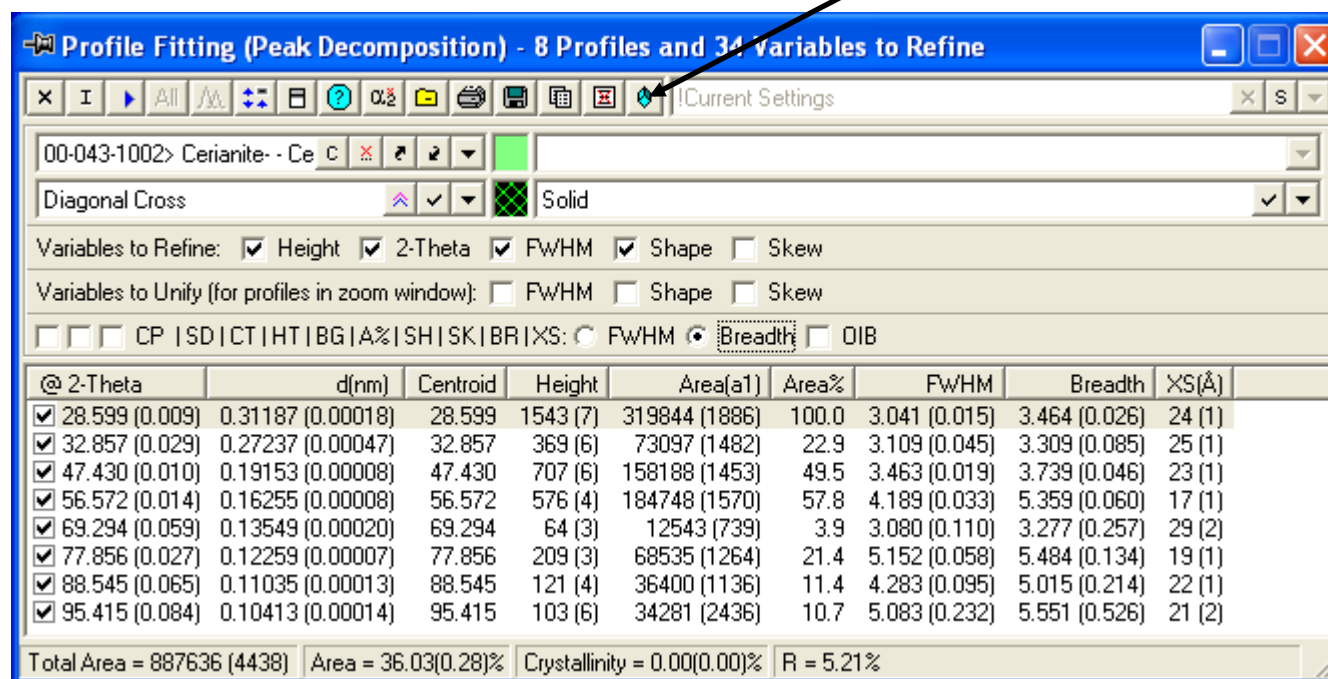 Profile Fitting (Peak Decomposition) - 8 Profiles and 34 Variables to Refine
I All α2 !Current Settings S
00-043-1002> Cerianite- - Ce C
Diagonal Cross Solid
Variables to Refine: Height 2-Theta FWHM Shape Skew
Variables to Unify (for profiles in zoom window): FWHM Shape Skew
CP | SD | CT | HT | BG | A% | SH | SK | BR | XS: FWHM Breadth OIB
@ 2-Theta d(nm) Centroid Height Area(a1) Area% FWHM Breadth XS(Å)
28.599 (0.009) 0.31187 (0.00018) 28.599 1543 (7) 319844 (1886) 100.0 3.041 (0.015) 3.464 (0.026) 24 (1)
32.857 (0.029) 0.27237 (0.00047) 32.857 369 (6) 73097 (1482) 22.9 3.109 (0.045) 3.309 (0.085) 25 (1)
47.430 (0.010) 0.19153 (0.00008) 47.430 707 (6) 158188 (1453) 49.5 3.463 (0.019) 3.739 (0.046) 23 (1)
56.572 (0.014) 0.16255 (0.00008) 56.572 576 (4) 184748 (1570) 57.8 4.189 (0.033) 5.359 (0.060) 17 (1)
69.294 (0.059) 0.13549 (0.00020) 69.294 64 (3) 12543 (739) 3.9 3.080 (0.110) 3.277 (0.257) 29 (2)
77.856 (0.027) 0.12259 (0.00007) 77.856 209 (3) 68535 (1264) 21.4 5.152 (0.058) 5.484 (0.134) 19 (1)
88.545 (0.065) 0.11035 (0.00013) 88.545 121 (4) 36400 (1136) 11.4 4.283 (0.095) 5.015 (0.214) 22 (1)
95.415 (0.084) 0.10413 (0.00014) 95.415 103 (6) 34281 (2436) 10.7 5.083 (0.232) 5.551 (0.526) 21 (2)
Total Area = 887636 (4438) Area = 36.03(0.28)% Crystallinity = 0.00(0.00)% R = 5.21%